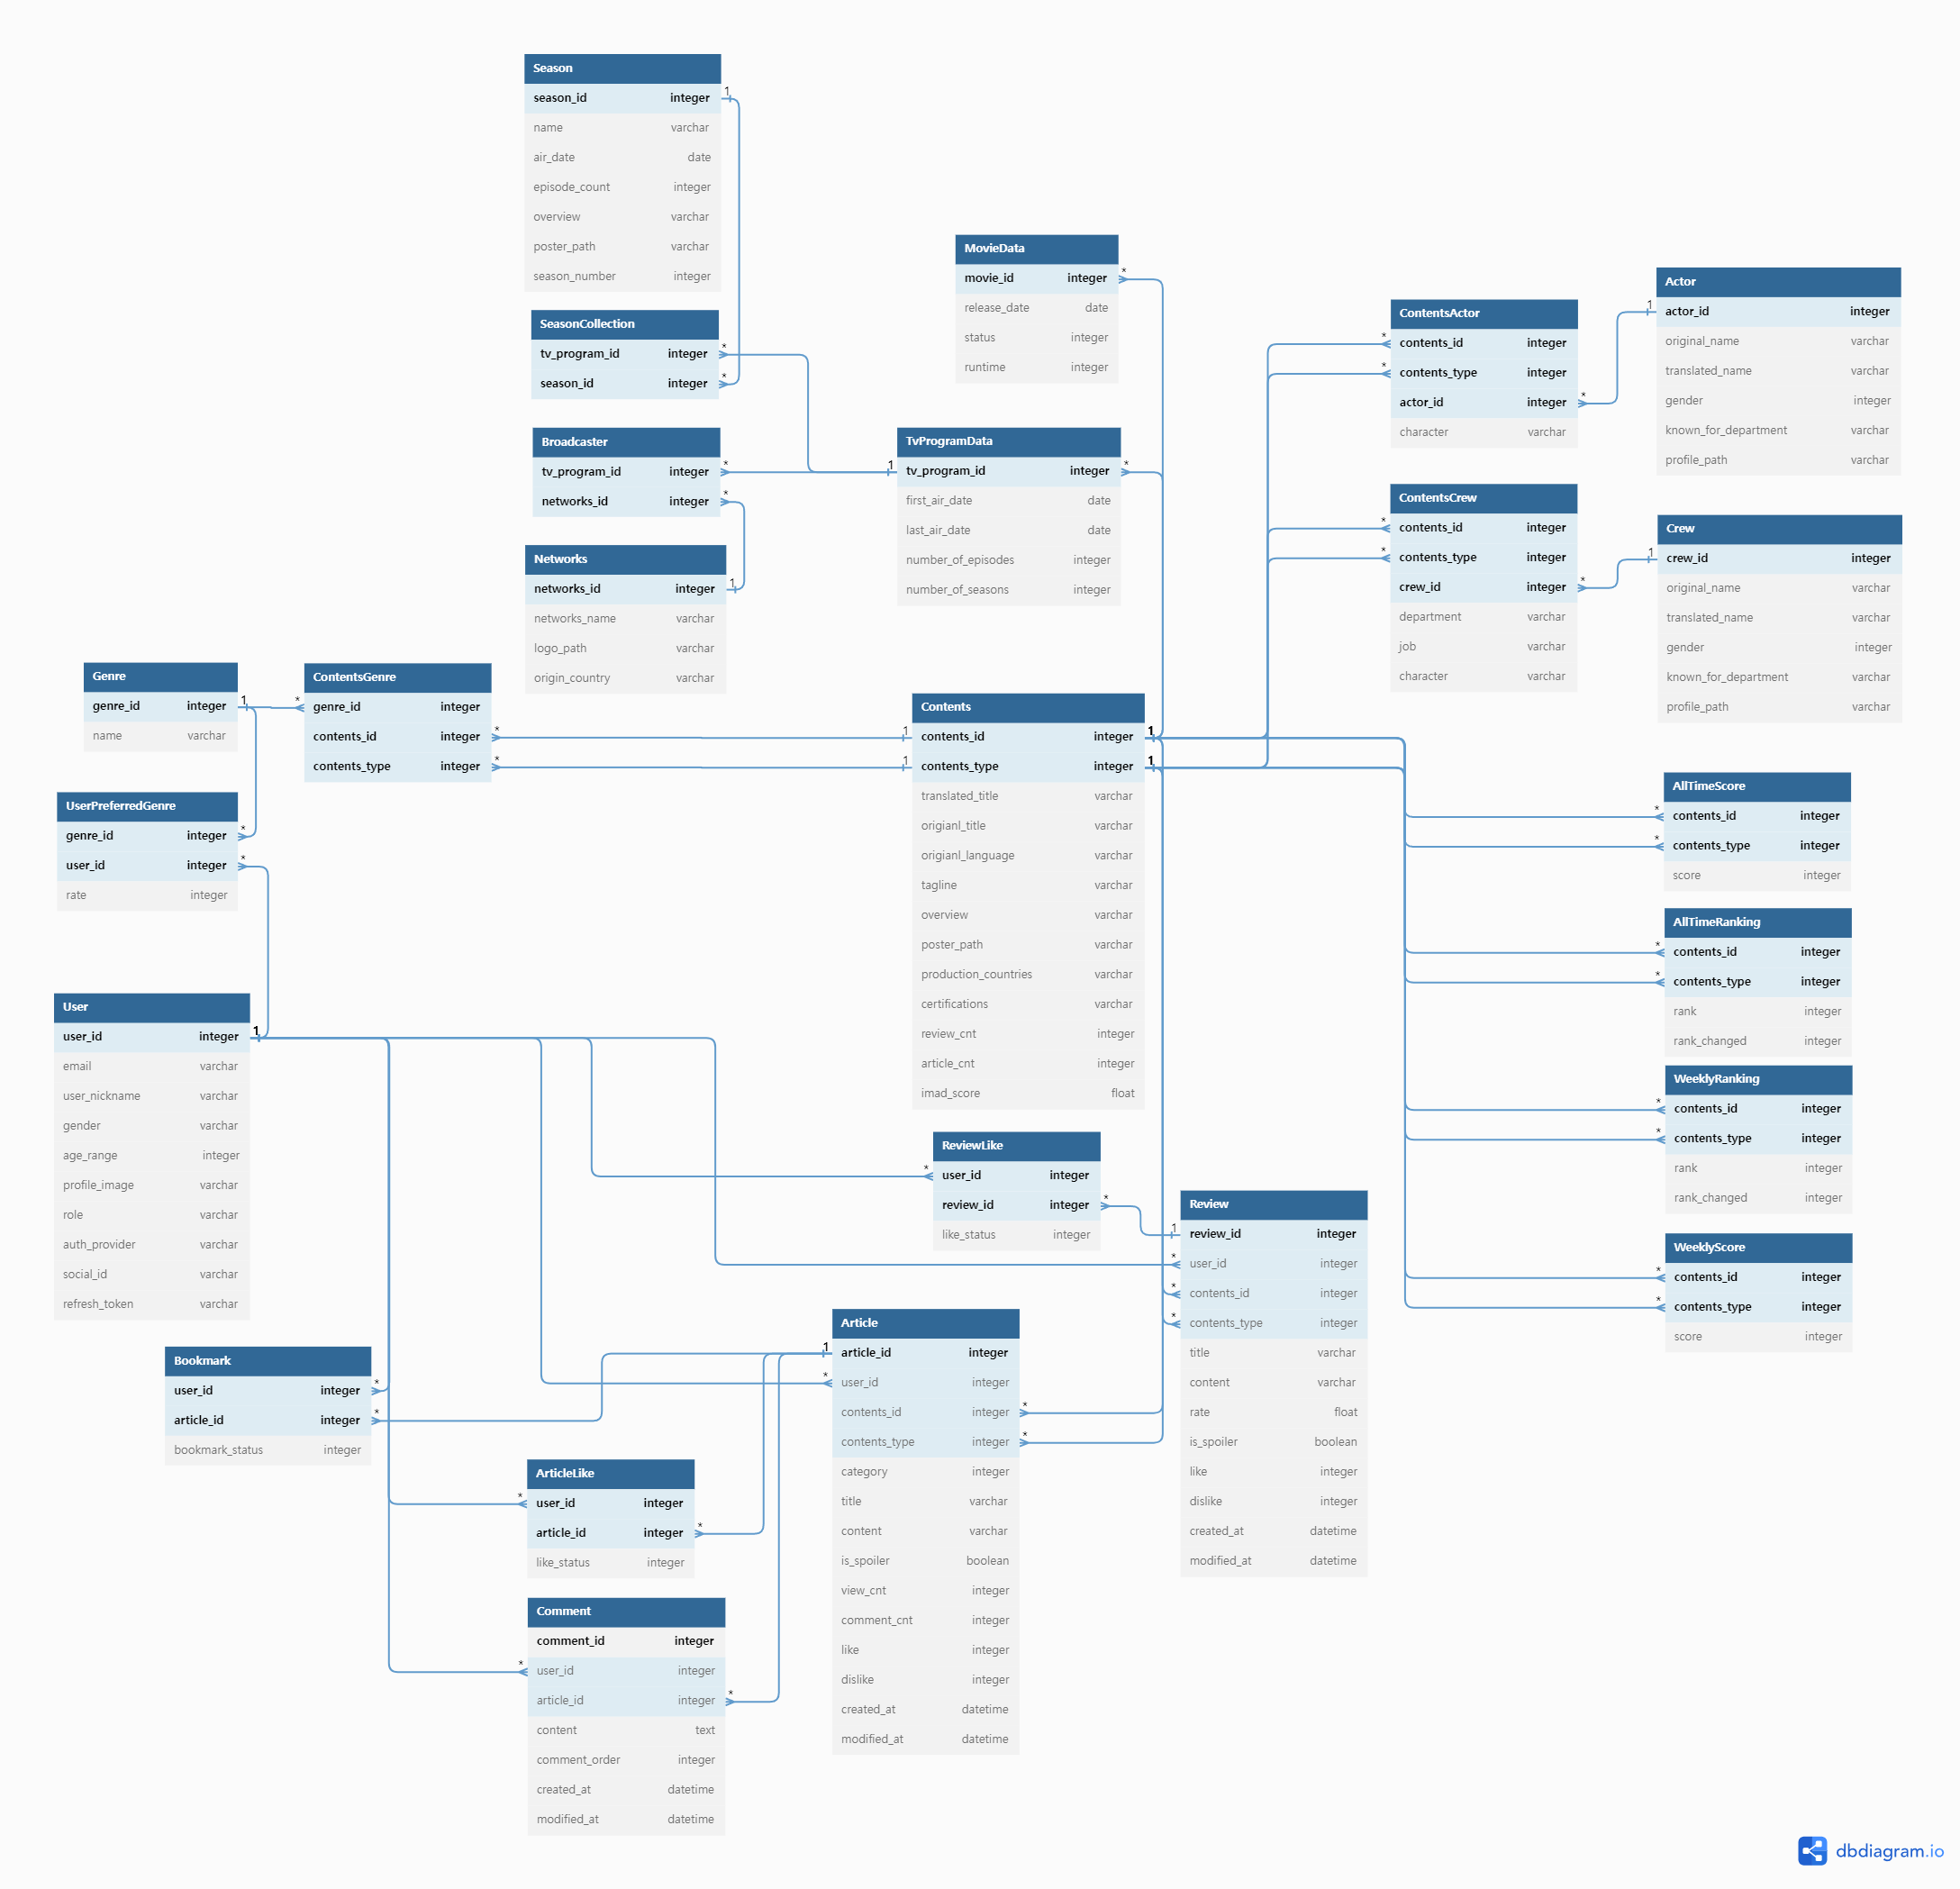 Season
season_id integer
name varchar
air_date date
episode_count integer
overview varchar
poster_path varchar
season_number integer
SeasonCollection
tv_program_id integer
season_id integer
Broadcaster
tv_program_id integer
networks_id integer
Networks
networks_id integer
networks_name varchar
logo_path varchar
origin_country varchar
MovieData
movie_id integer
release_date date
status integer
runtime integer
TvProgramData
tv_program_id integer
first_air_date date
last_air_date date
number_of_episodes integer
number_of_seasons integer
ContentsActor
contents_id integer
contents_type integer
actor_id integer
character varchar
Actor
actor_id integer
original_name varchar
translated_name varchar
gender integer
known_for_department varchar
profile_path varchar
ContentsCrew
contents_id integer
contents_type integer
crew_id integer
department varchar
job varchar
character varchar
Crew
crew_id integer
original_name varchar
translated_name varchar
gender integer
known_for_department varchar
profile_path varchar
Genre
genre_id integer
name varchar
ContentsGenre
genre_id integer
contents_id integer
contents_type integer
UserPreferredGenre
genre_id integer
user_id integer
rate integer
Contents
contents_id integer
contents_type integer
translated_title varchar
origianl_title varchar
origianl_language varchar
tagline varchar
overview varchar
poster_path varchar
production_countries varchar
certifications varchar
review_cnt integer
article_cnt integer
imad_score float
AllTimeScore
contents_id integer
contents_type integer
score integer
AllTimeRanking
contents_id integer
contents_type integer
rank integer
rank_changed integer
WeeklyRanking
contents_id integer
contents_type integer
rank integer
rank_changed integer
WeeklyScore
contents_id integer
contents_type integer
score integer
User
user_id integer
email varchar
user_nickname varchar
gender varchar
age_range integer
profile_image varchar
role varchar
auth_provider varchar
social_id varchar
refresh_token varchar
ReviewLike
user_id integer
review_id integer
like_status integer
Review
review_id integer
user_id integer
contents_id integer
contents_type integer
title varchar
content varchar
rate float
is_spoiler boolean
like integer
dislike integer
created_at datetime
modified_at datetime
Bookmark
user_id integer
article_id integer
bookmark_status integer
Article
article_id integer
user_id integer
contents_id integer
contents_type integer
category integer
title varchar
content varchar
is_spoiler boolean
view_cnt integer
comment_cnt integer
like integer
dislike integer
created_at datetime
modified_at datetime
ArticleLike
user_id integer
article_id integer
like_status integer
Comment
comment_id integer
user_id integer
article_id integer
content text
comment_order integer
created_at datetime
modified_at datetime
dbdiagram.io